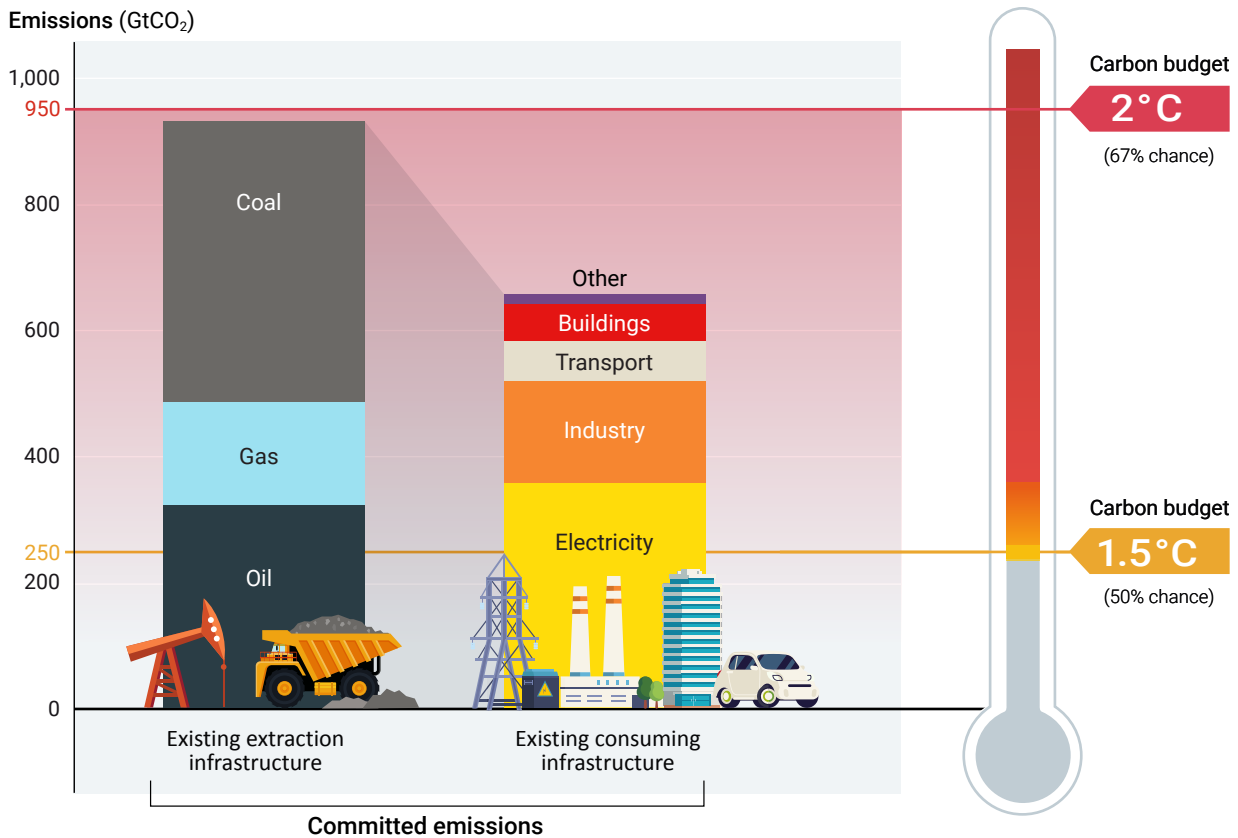 Emissions (GtCO₂)
1,000
950
800
600
400
250
200
0
Coal
Gas
Oil
Other
Buildings
Transport
Industry
Electricity
Existing extraction
infrastructure
Existing consuming
infrastructure
Committed emissions
Carbon budget
2°C
(67% chance)
Carbon budget
1.5°C
(50% chance)